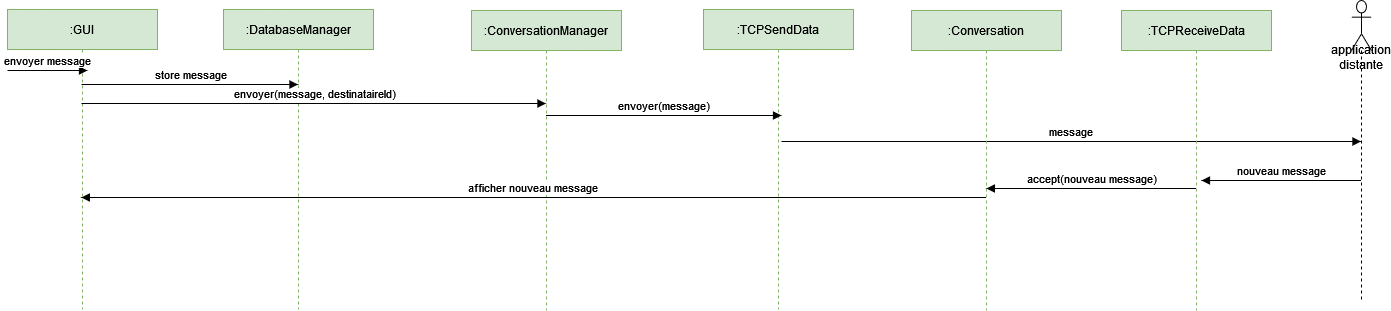 :GUI
:DatabaseManager
:ConversationManager
:TCPSendData
:Conversation
:TCPReceiveData
application
distante
envoyer message
store message
envoyer(message, destinataireId)
envoyer(message)
message
nouveau message
accept(nouveau message)
afficher nouveau message